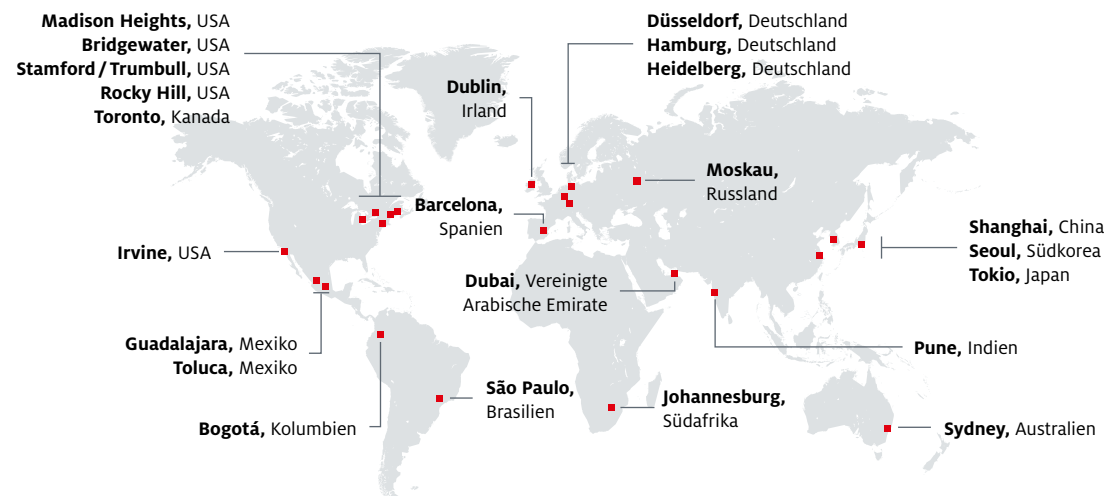 Madison Heights, USA
Bridgewater, USA
Stamford / Trumbull, USA
Rocky Hill, USA
Toronto, Kanada
Düsseldorf, Deutschland
Hamburg, Deutschland
Heidelberg, Deutschland
Dublin,
Irland
Moskau,
Russland
Barcelona,
Spanien
Shanghai, China
Seoul, Südkorea
Tokio, Japan
Irvine, USA
Dubai, Vereinigte
Arabische Emirate
Guadalajara, Mexiko
Toluca, Mexiko
Pune, Indien
São Paulo,
Brasilien
Johannesburg,
Südafrika
Bogotá, Kolumbien
Sydney, Australien